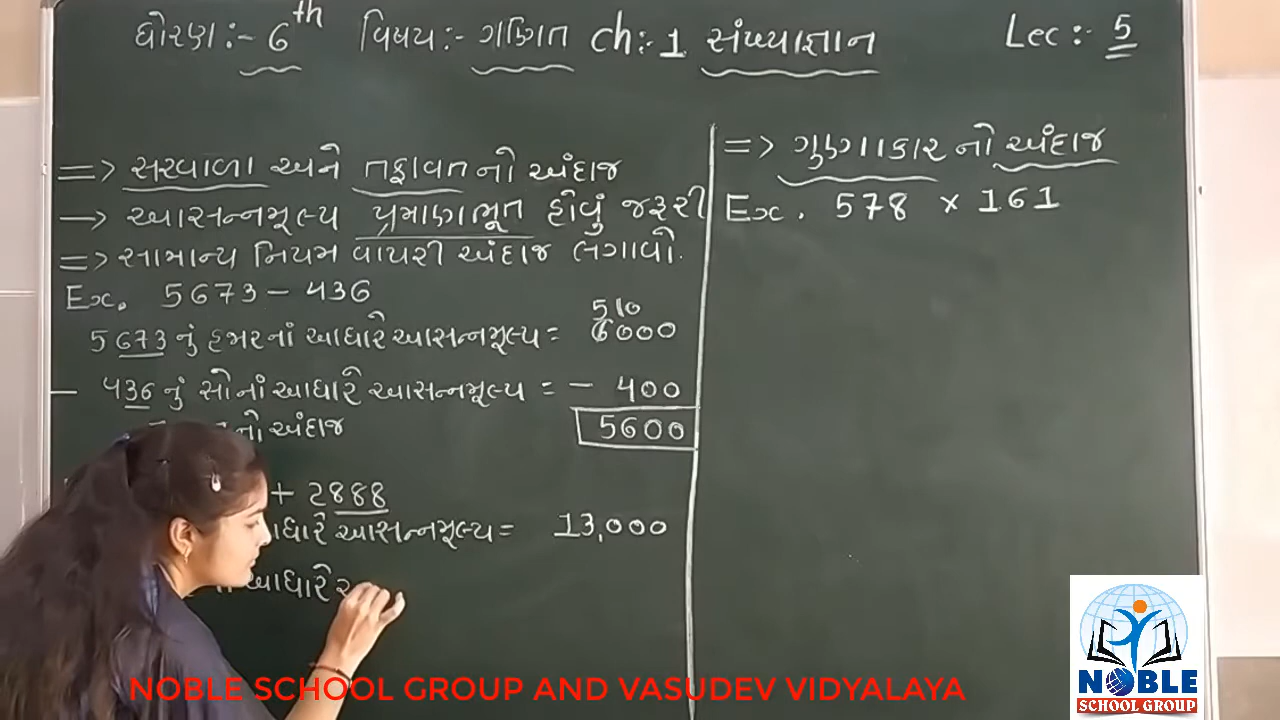 ધોરણ :- 6th વિષય :- ગણિત ch :- 1 સંખ્યાજ્ઞાન Lec :- 5
=> સરવાળા અને તફાવત નો અંદાજ
-> આસન્નમૂલ્ય પ્રમાણભૂત હોવું જરૂરી
=> સામાન્ય નિયમ વાપરી અંદાજ લગાવો.
Ex. 5673 - 436
5 10
5673 નું હજારનાં આધારે આસન્નમૂલ્ય = 6000
- 436 નું સોનાં આધારે આસન્નમૂલ્ય = - 400
નો અંદાજ 5600
+ 2888
આધારે આસન્નમૂલ્ય = 13,000
આધારે
=> ગુણાકાર નો અંદાજ
Ex. 578 × 161
NOBLE SCHOOL GROUP AND VASUDEV VIDYALAYA
NOBLE
SCHOOL GROUP